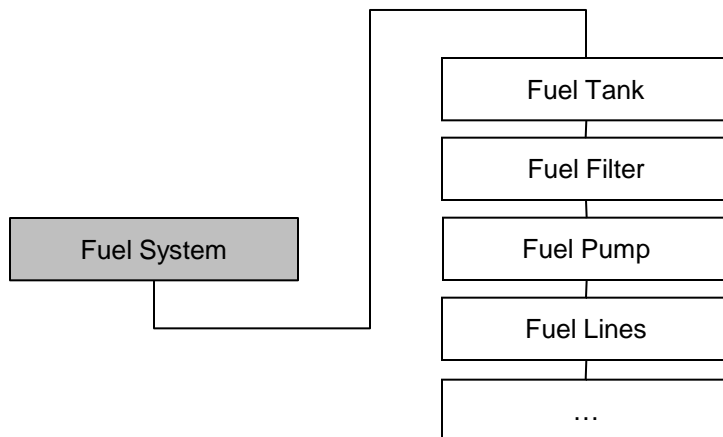 Fuel System
Fuel Tank
Fuel Filter
Fuel Pump
Fuel Lines
…